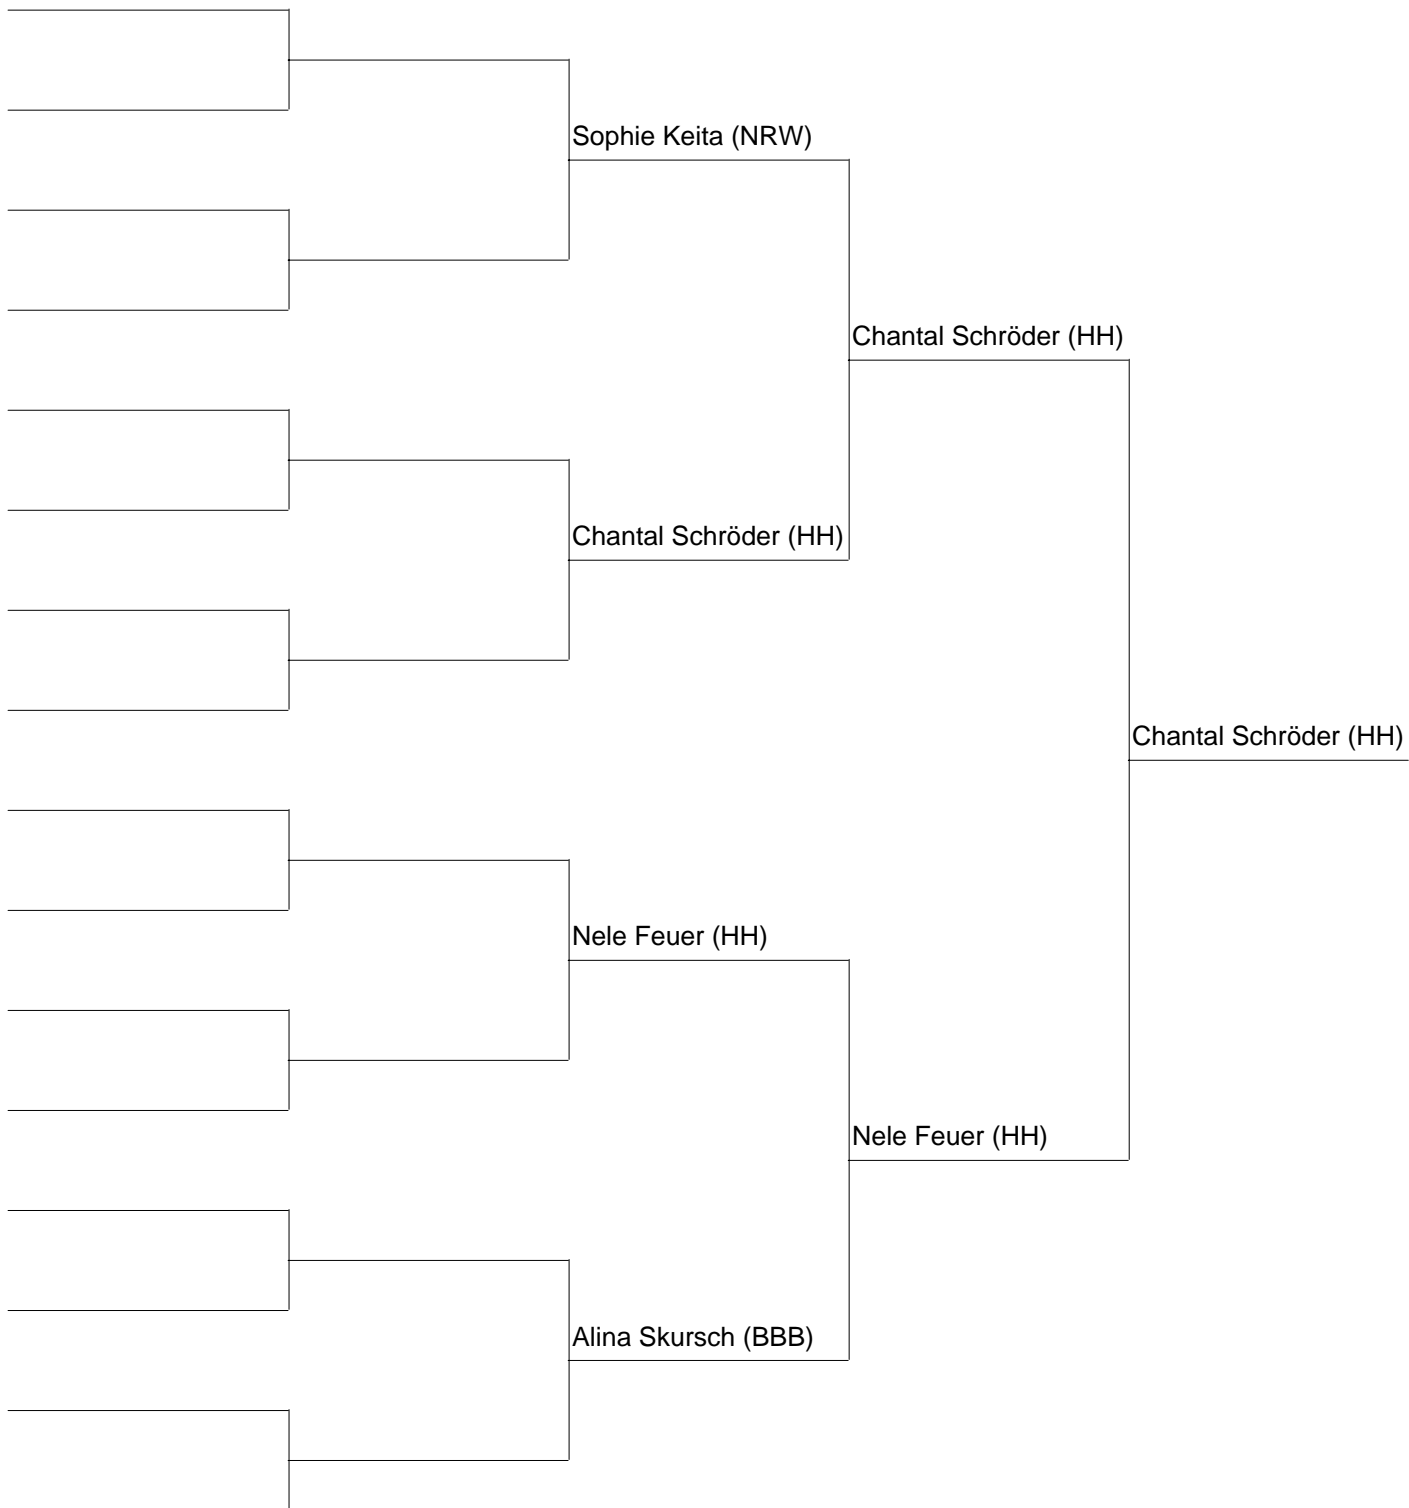 Sophie Keita (NRW)
Chantal Schröder (HH)
Chantal Schröder (HH)
Chantal Schröder (HH)
Nele Feuer (HH)
Nele Feuer (HH)
Alina Skursch (BBB)